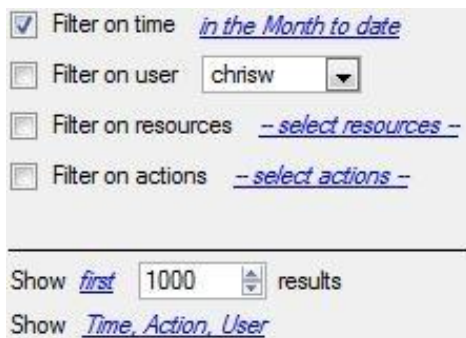 Filter on time in the Month to date
Filter on user chrisw
Filter on resources -- select resources --
Filter on actions -- select actions --
Show first 1000 results
Show Time, Action, User